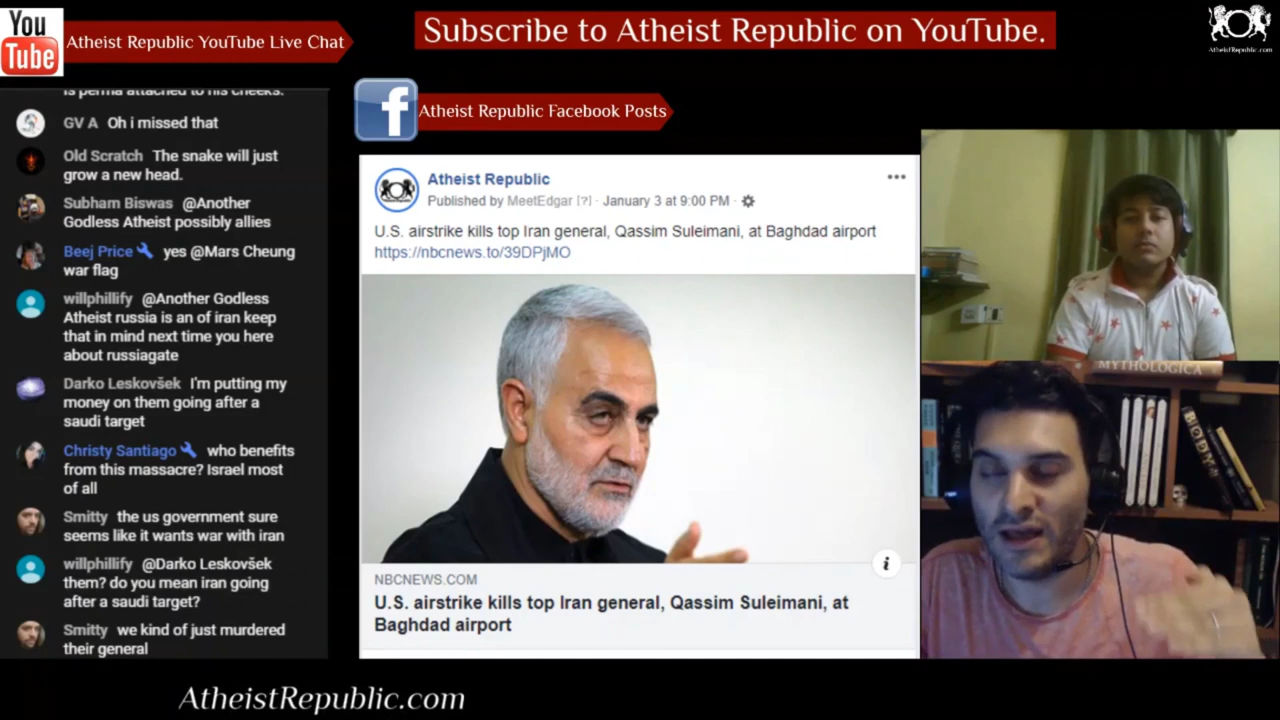 You
Tube
Atheist Republic YouTube Live Chat
Subscribe to Atheist Republic on YouTube.
AtheistRepublic.com
is perma attached to his cheeks.
GV A Oh i missed that
Old Scratch The snake will just
grow a new head.
Subham Biswas @Another
Godless Atheist possibly allies
Beej Price yes @Mars Cheung
war flag
willphillify @Another Godless
Atheist russia is an of iran keep
that in mind next time you here
about russiagate
Darko Leskovšek I'm putting my
money on them going after a
saudi target
Christy Santiago who benefits
from this massacre? Israel most
of all
Smitty the us government sure
seems like it wants war with iran
willphillify @Darko Leskovšek
them? do you mean iran going
after a saudi target?
Smitty we kind of just murdered
their general
f
Atheist Republic Facebook Posts
Atheist Republic
Published by MeetEdgar [?] · January 3 at 9:00 PM ·
U.S. airstrike kills top Iran general, Qassim Suleimani, at Baghdad airport
https://nbcnews.to/39DPjMO
i
NBCNEWS.COM
U.S. airstrike kills top Iran general, Qassim Suleimani, at
Baghdad airport
MYTHOLOGICA
AtheistRepublic.com